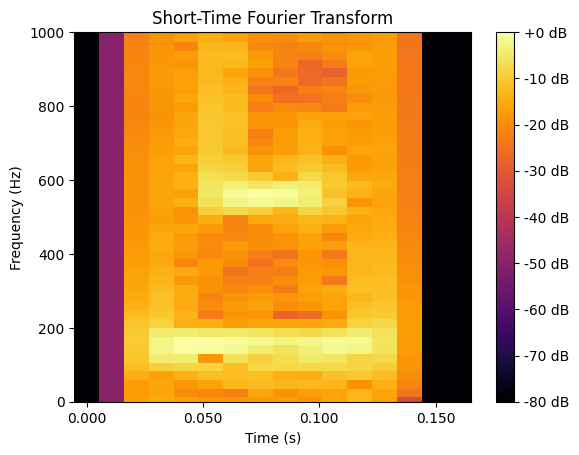 Short-Time Fourier Transform
1000
800
600
400
200
0
Frequency (Hz)
0.000
0.050
0.100
0.150
Time (s)
+0 dB
-10 dB
-20 dB
-30 dB
-40 dB
-50 dB
-60 dB
-70 dB
-80 dB